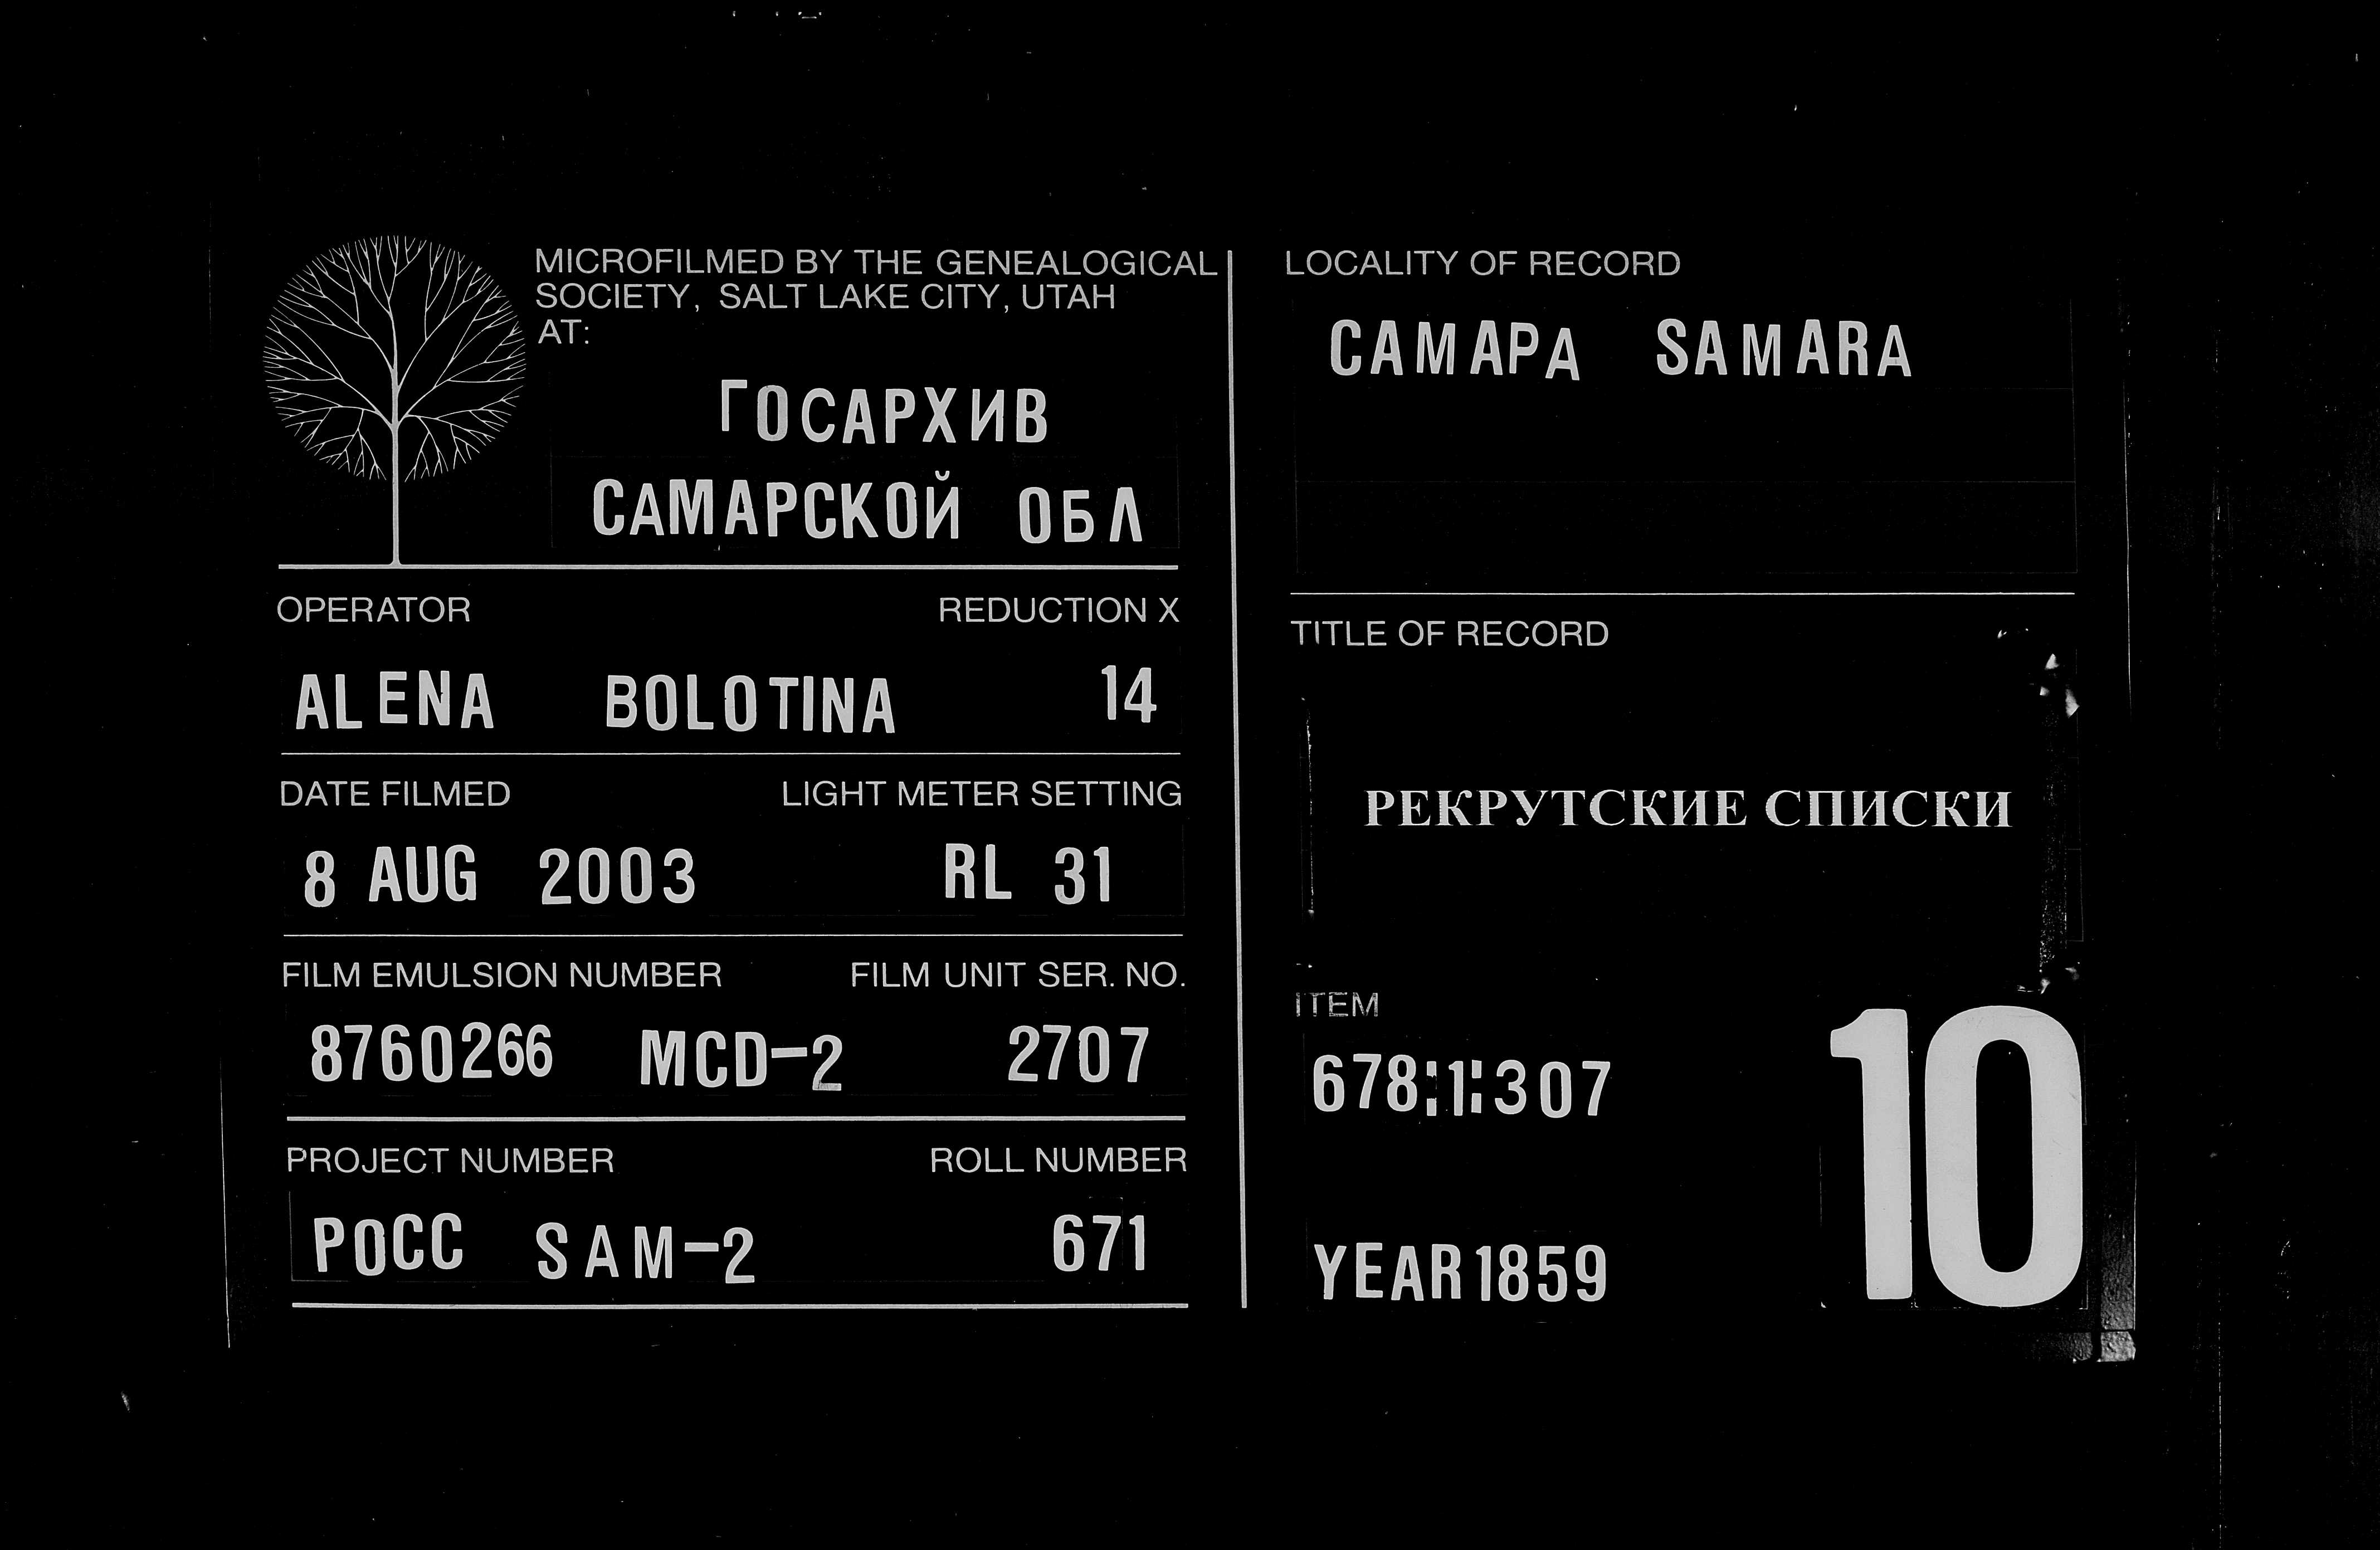 MICROFILMED BY THE GENEALOGICAL
SOCIETY, SALT LAKE CITY, UTAH
AT:
ГОСАРХИВ
САМАРСКОЙ ОБЛ
OPERATOR REDUCTION X
ALENA BOLOTINA 14
DATE FILMED LIGHT METER SETTING
8 AUG 2003 RL 31
FILM EMULSION NUMBER FILM UNIT SER. NO.
8760266 MCD-2 2707
PROJECT NUMBER ROLL NUMBER
РОСС SAM-2 671
LOCALITY OF RECORD
САМАРА SAMARA
TITLE OF RECORD
РЕКРУТСКИЕ СПИСКИ
ITEM
678:1:307
10
YEAR1859